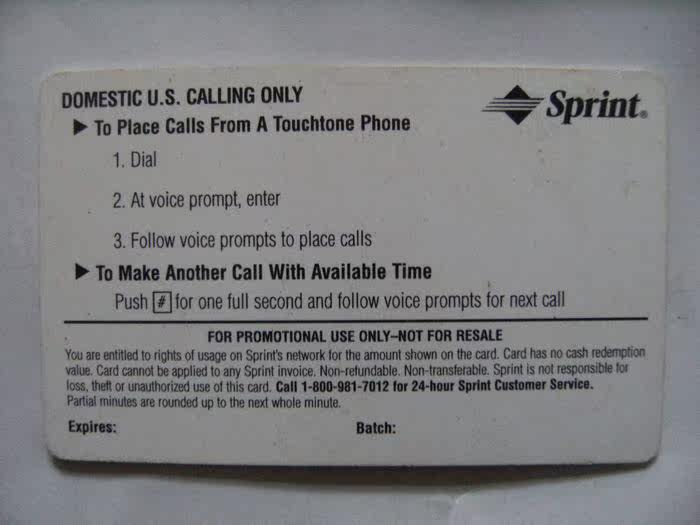 DOMESTIC U.S. CALLING ONLY
Sprint®
▶ To Place Calls From A Touchtone Phone
1. Dial
2. At voice prompt, enter
3. Follow voice prompts to place calls
▶ To Make Another Call With Available Time
Push # for one full second and follow voice prompts for next call
FOR PROMOTIONAL USE ONLY–NOT FOR RESALE
You are entitled to rights of usage on Sprint's network for the amount shown on the card. Card has no cash redemption
value. Card cannot be applied to any Sprint invoice. Non-refundable. Non-transferable. Sprint is not responsible for
loss, theft or unauthorized use of this card. Call 1-800-981-7012 for 24-hour Sprint Customer Service.
Partial minutes are rounded up to the next whole minute.
Expires: Batch: